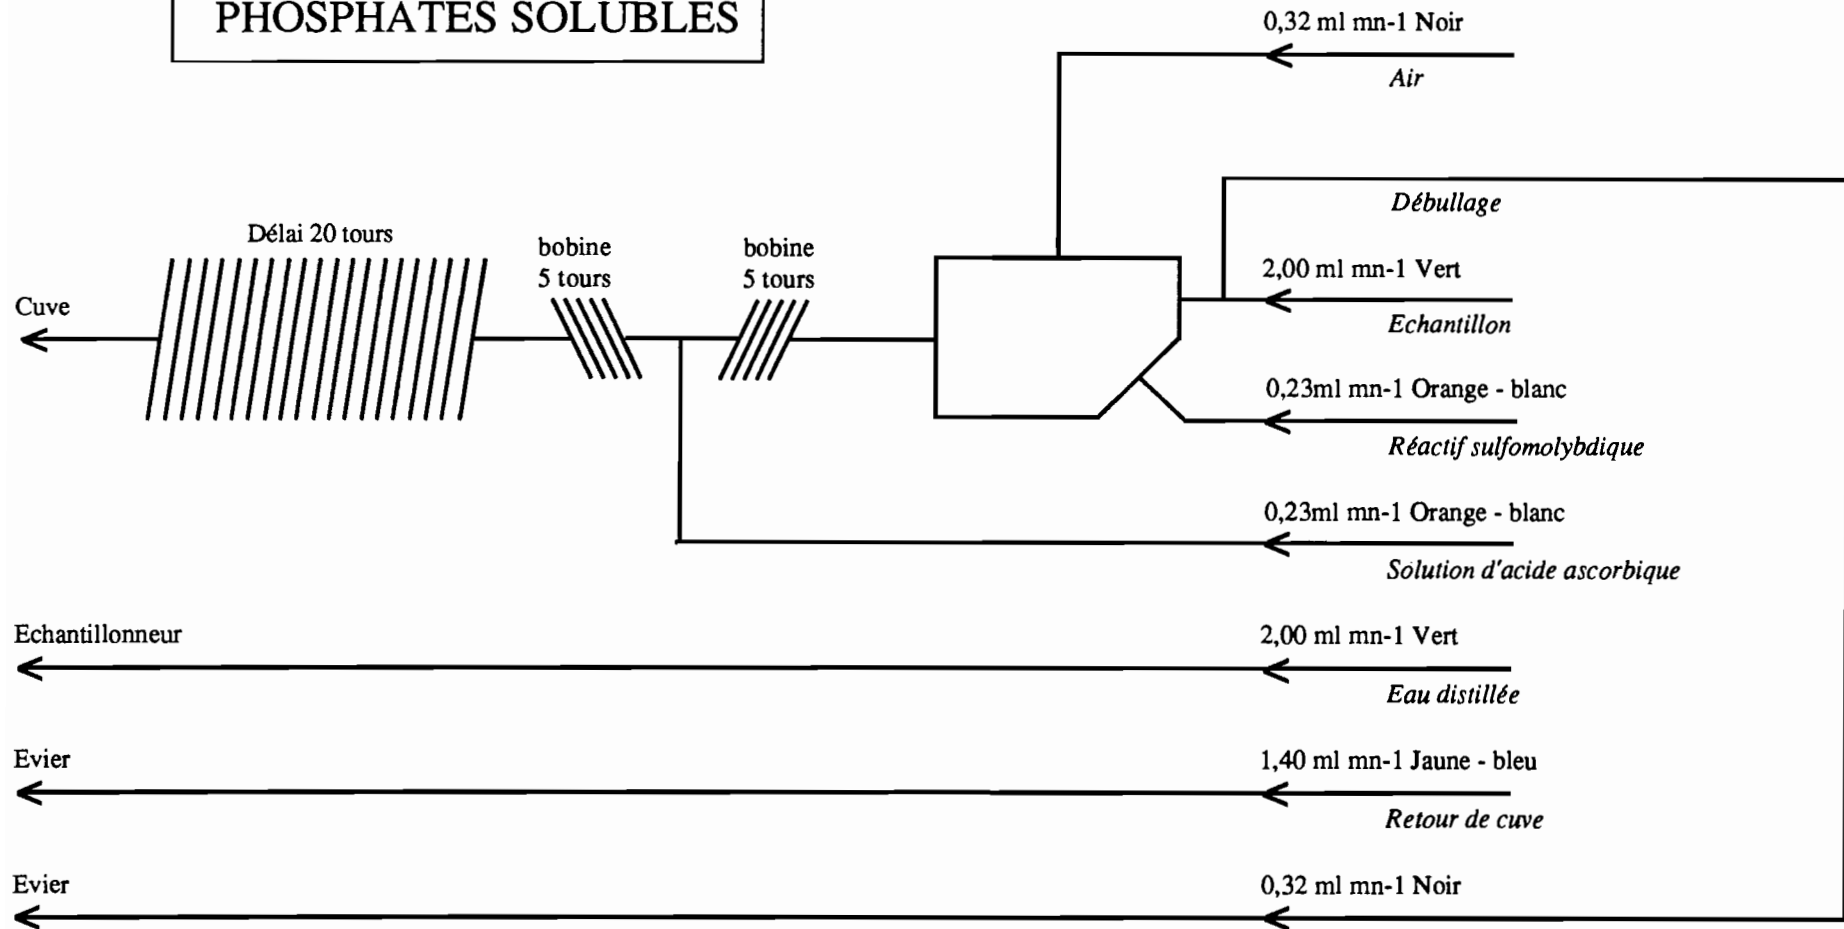 PHOSPHATES SOLUBLES
0,32 ml mn-1 Noir
Air
Débullage
Délai 20 tours
bobine
5 tours
bobine
5 tours
2,00 ml mn-1 Vert
Cuve
Echantillon
0,23ml mn-1 Orange - blanc
Réactif sulfomolybdique
0,23ml mn-1 Orange - blanc
Solution d'acide ascorbique
Echantillonneur
2,00 ml mn-1 Vert
Eau distillée
Evier
1,40 ml mn-1 Jaune - bleu
Retour de cuve
Evier
0,32 ml mn-1 Noir